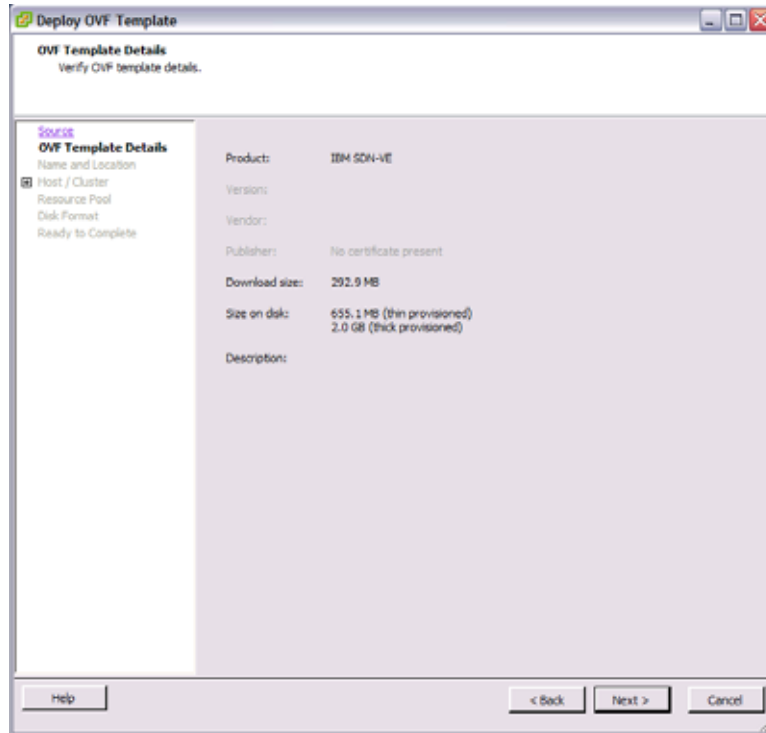 Deploy OVF Template
OVF Template Details
Verify OVF template details.
Source
OVF Template Details
Name and Location
Host / Cluster
Resource Pool
Disk Format
Ready to Complete
Product: IBM SDN-VE
Version:
Vendor:
Publisher: No certificate present
Download size: 292.9 MB
Size on disk: 655.1 MB (thin provisioned)
2.0 GB (thick provisioned)
Description:
Help < Back Next > Cancel